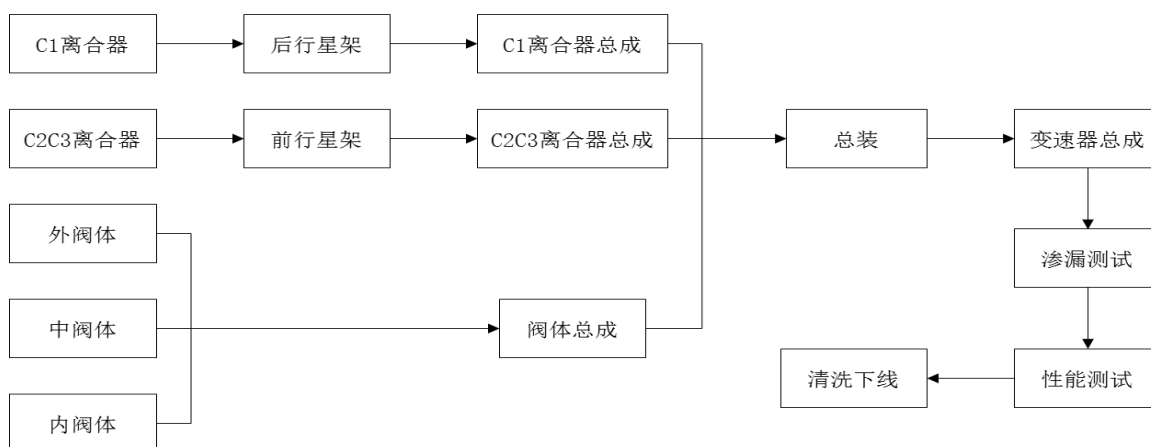 C1离合器
后行星架
C1离合器总成
C2C3离合器
前行星架
C2C3离合器总成
总装
变速器总成
外阀体
渗漏测试
中阀体
阀体总成
清洗下线
性能测试
内阀体